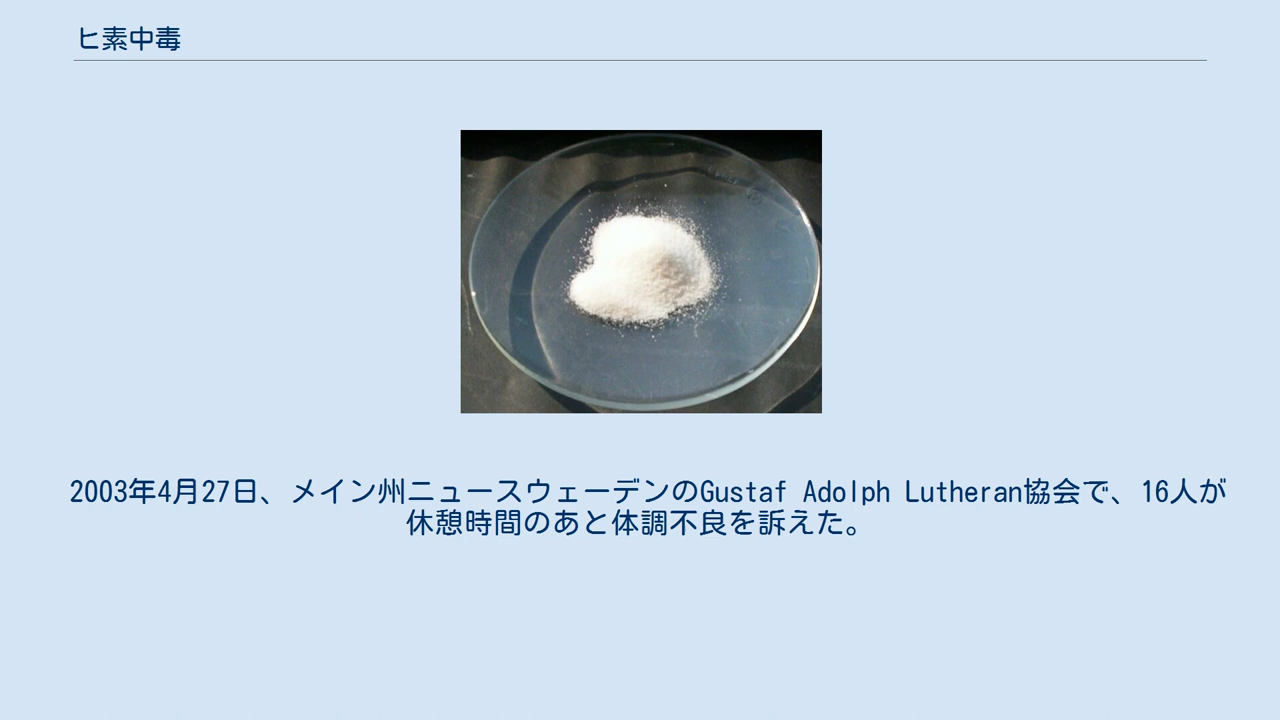 ヒ素中毒
2003年4月27日、メイン州ニュースウェーデンのGustaf Adolph Lutheran協会で、16人が
休憩時間のあと体調不良を訴えた。